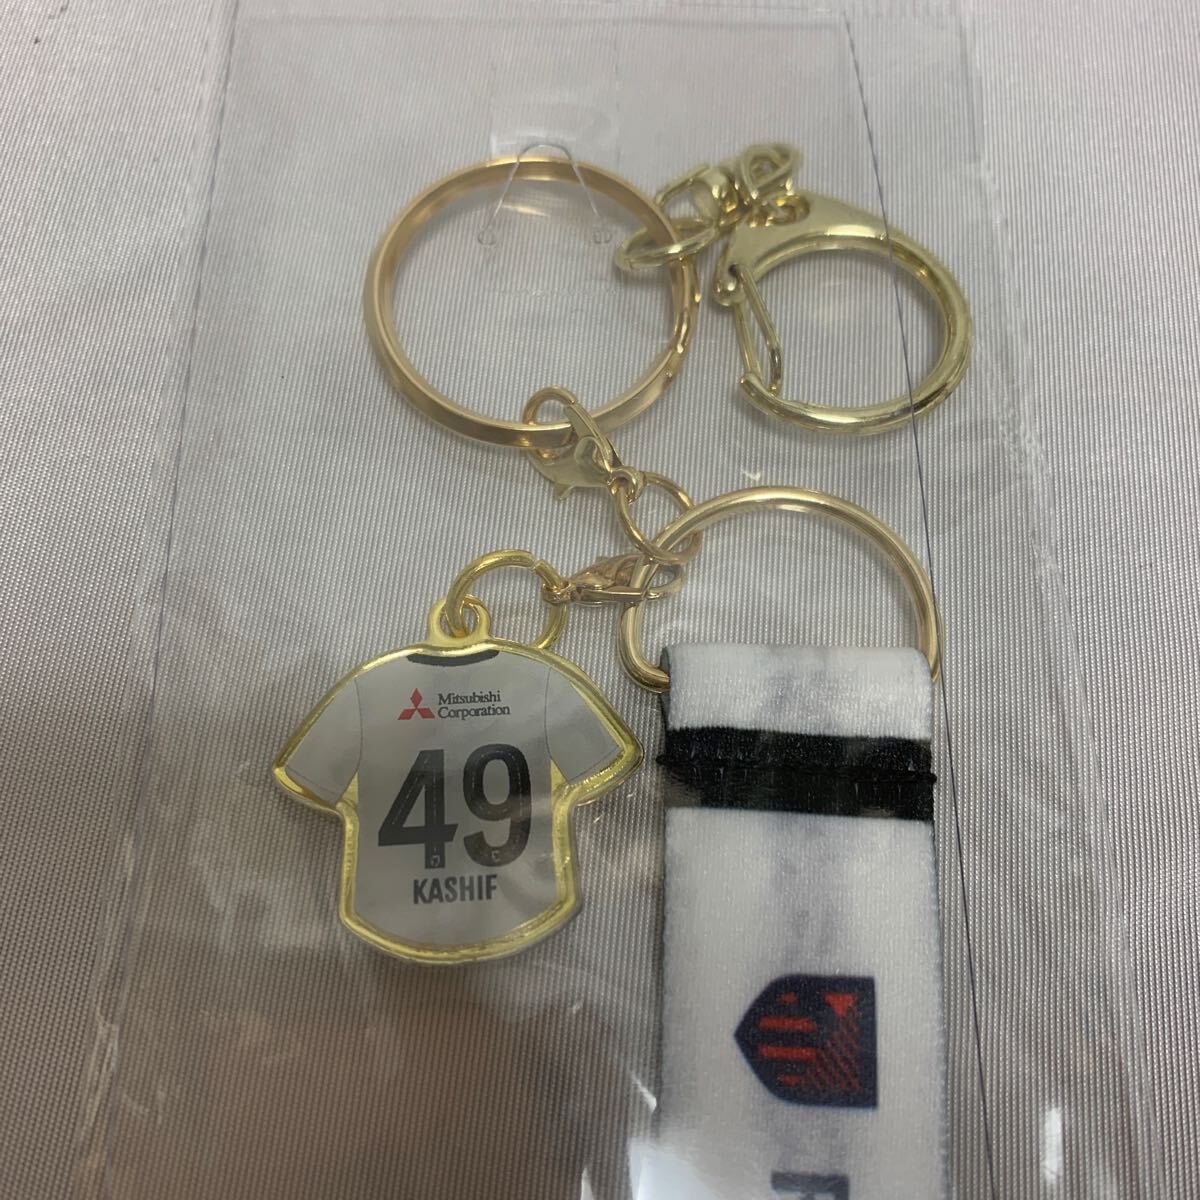 Mitsubishi
Corporation
49
KASHIF
F